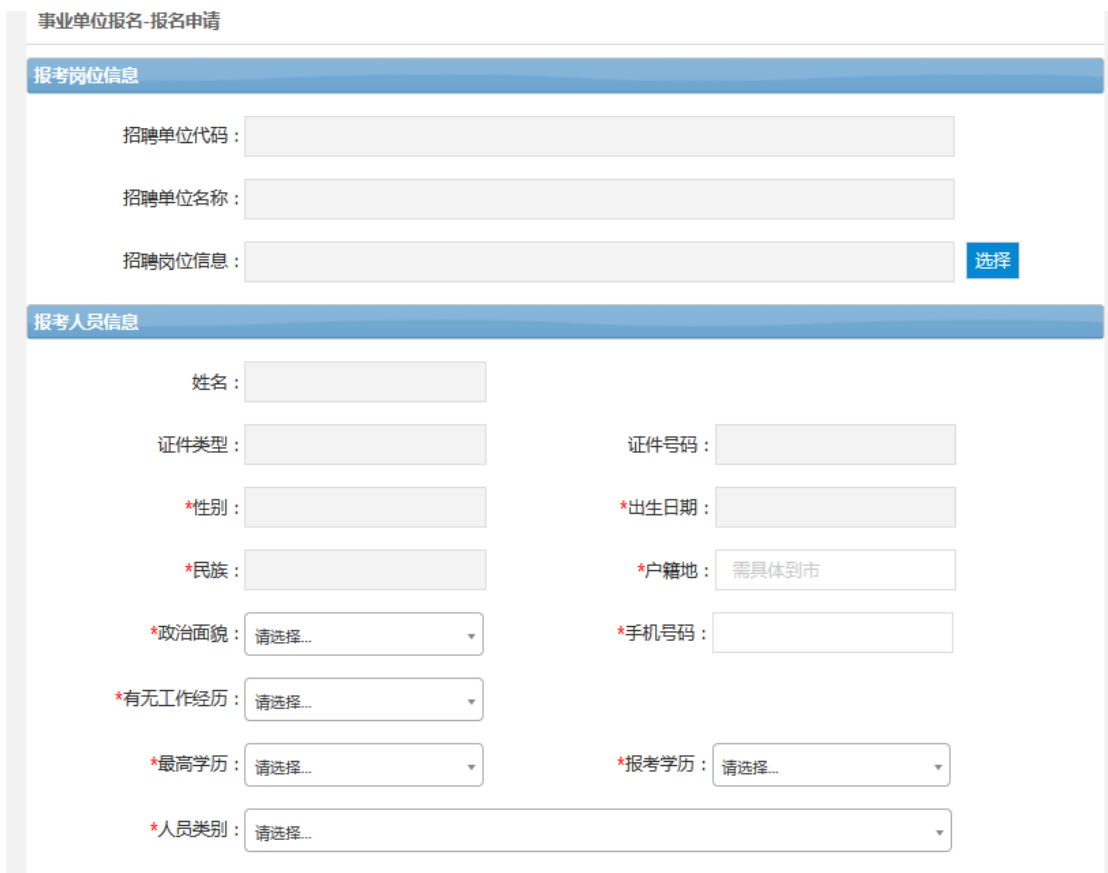 事业单位报名-报名申请
报考岗位信息
招聘单位代码：
招聘单位名称：
招聘岗位信息： 选择
报考人员信息
姓名：
证件类型： 证件号码：
*性别： *出生日期：
*民族： *户籍地： 需具体到市
*政治面貌： 请选择... *手机号码：
*有无工作经历： 请选择...
*最高学历： 请选择... *报考学历： 请选择...
*人员类别： 请选择...